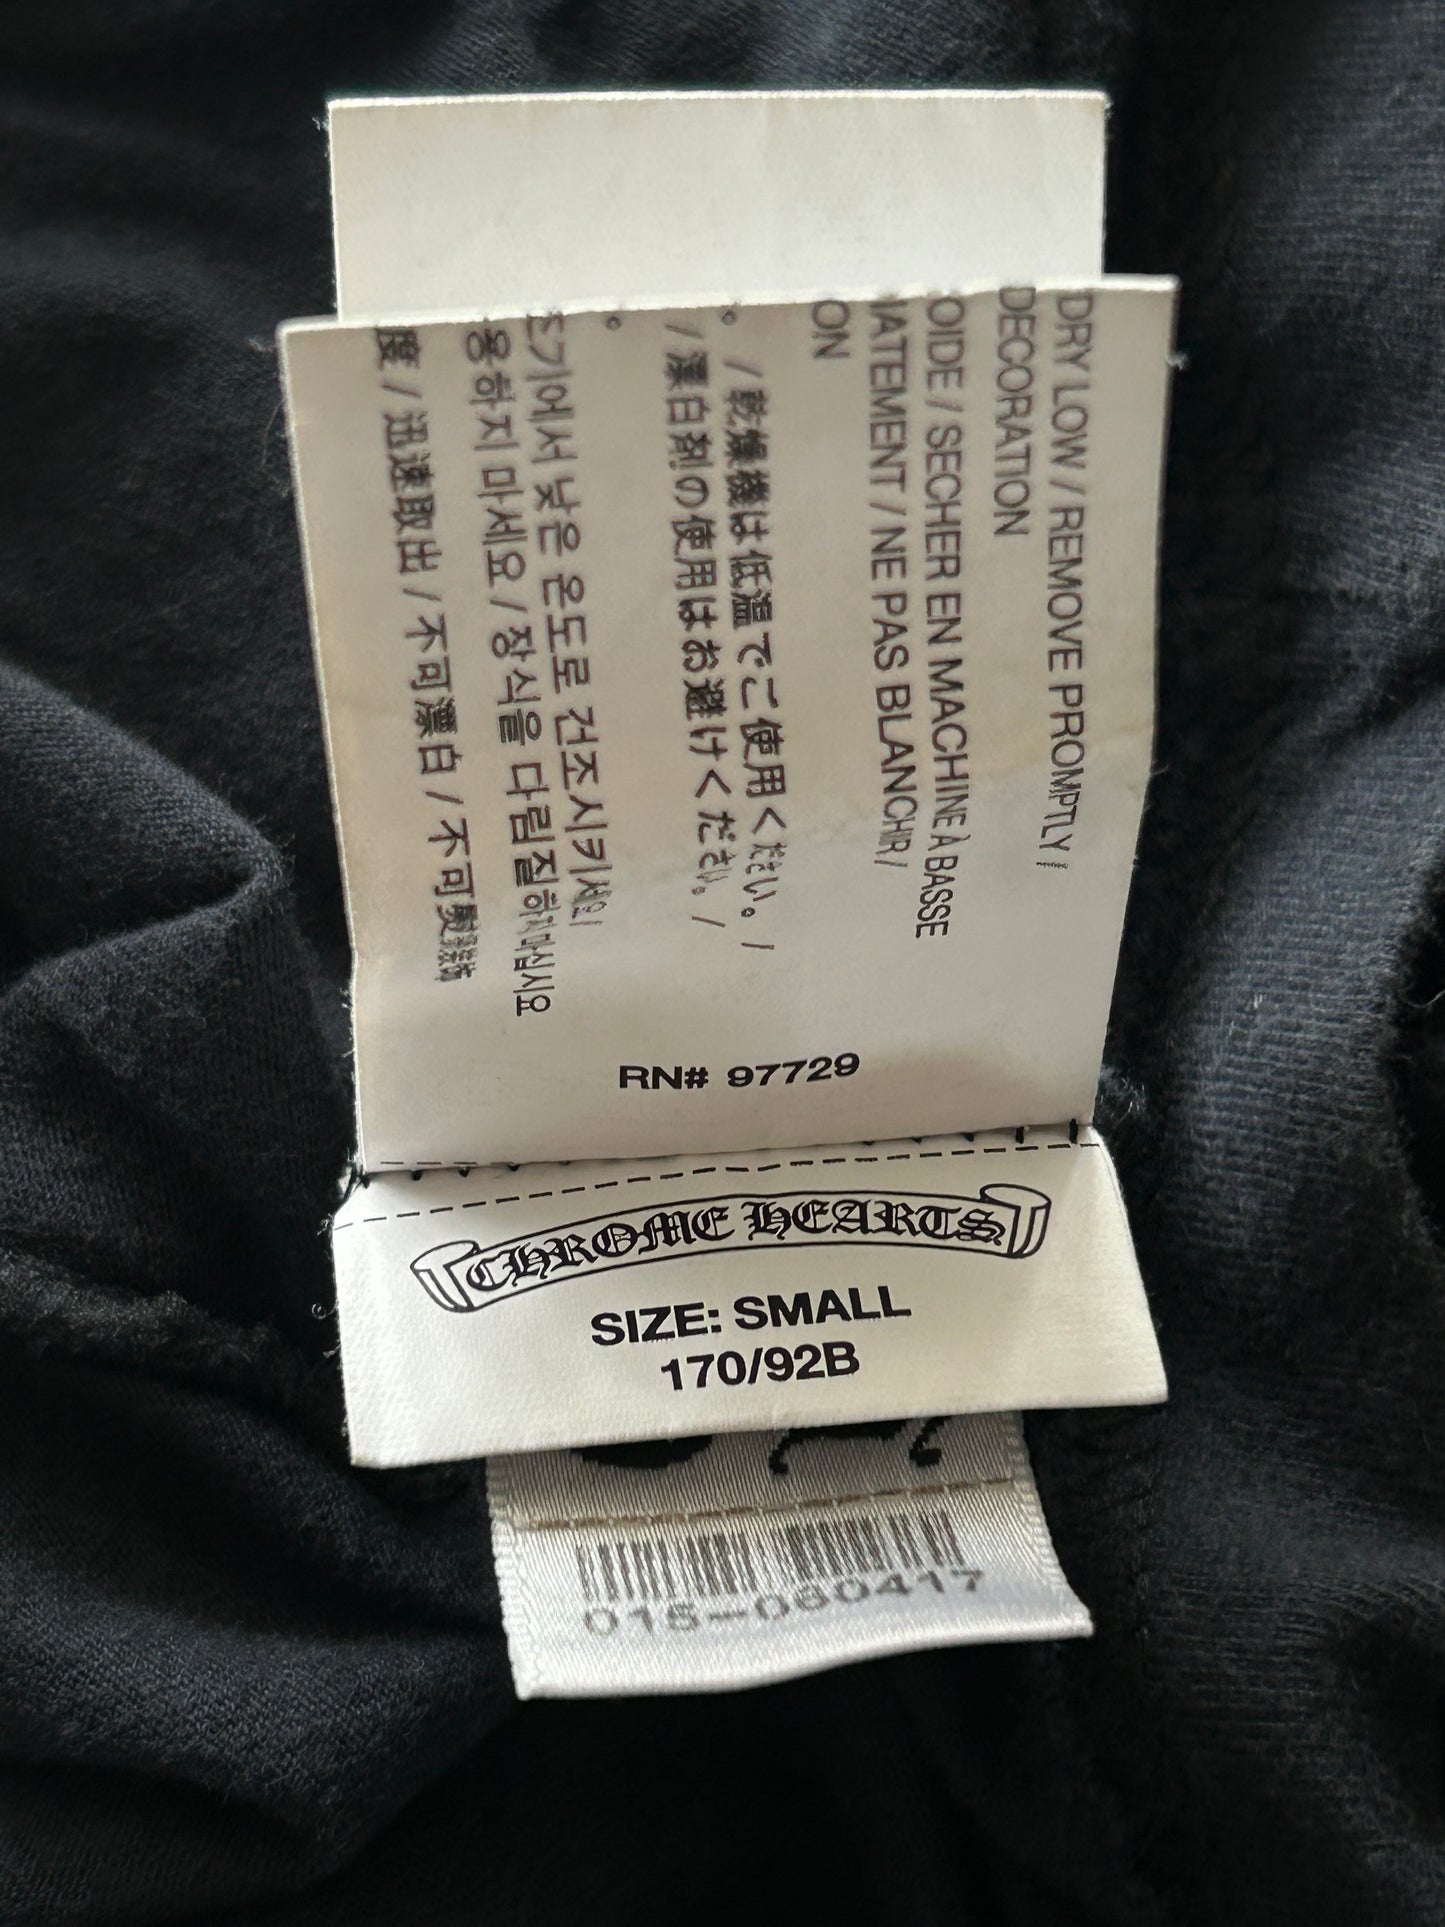 DRY LOW / REMOVE PROMPTLY /
DECORATION
OIDE / SECHER EN MACHINE À BASSE
IATEMENT / NE PAS BLANCHIR /
ON
。 / 乾燥機は低温でご使用ください。 /
/ 漂白剤の使用はお避けください。 /
。
기에서 낮은 온도로 건조시키세요 /
용하지 마세요 / 장식을 다림질하지 마십시요
度 / 迅速取出 / 不可漂白 / 不可熨
RN# 97729
CHROME HEARTS
SIZE: SMALL
170/92B
015-060417